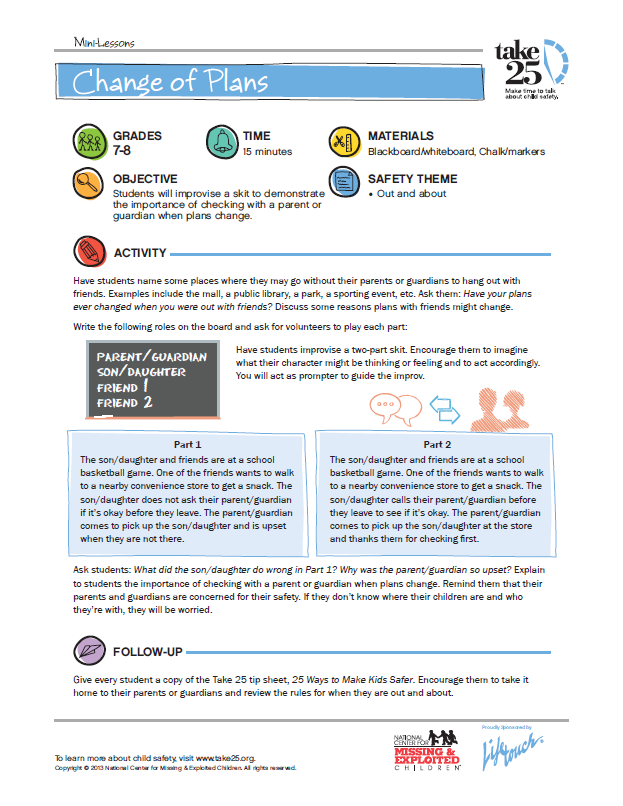 Mini-Lessons
take
25
Make time to talk
about child safety.
Change of Plans
GRADES
7-8
TIME
15 minutes
MATERIALS
Blackboard/whiteboard, Chalk/markers
OBJECTIVE
Students will improvise a skit to demonstrate
the importance of checking with a parent or
guardian when plans change.
SAFETY THEME
• Out and about
ACTIVITY
Have students name some places where they may go without their parents or guardians to hang out with
friends. Examples include the mall, a public library, a park, a sporting event, etc. Ask them: Have your plans
ever changed when you were out with friends? Discuss some reasons plans with friends might change.
Write the following roles on the board and ask for volunteers to play each part:
PARENT/GUARDIAN
SON/DAUGHTER
FRIEND 1
FRIEND 2
Have students improvise a two-part skit. Encourage them to imagine
what their character might be thinking or feeling and to act accordingly.
You will act as prompter to guide the improv.
Part 1
The son/daughter and friends are at a school
basketball game. One of the friends wants to walk
to a nearby convenience store to get a snack. The
son/daughter does not ask their parent/guardian
if it's okay before they leave. The parent/guardian
comes to pick up the son/daughter and is upset
when they are not there.
Part 2
The son/daughter and friends are at a school
basketball game. One of the friends wants to walk
to a nearby convenience store to get a snack. The
son/daughter calls their parent/guardian before
they leave to see if it's okay. The parent/guardian
comes to pick up the son/daughter at the store
and thanks them for checking first.
Ask students: What did the son/daughter do wrong in Part 1? Why was the parent/guardian so upset? Explain
to students the importance of checking with a parent or guardian when plans change. Remind them that their
parents and guardians are concerned for their safety. If they don't know where their children are and who
they're with, they will be worried.
FOLLOW-UP
Give every student a copy of the Take 25 tip sheet, 25 Ways to Make Kids Safer. Encourage them to take it
home to their parents or guardians and review the rules for when they are out and about.
To learn more about child safety, visit www.take25.org.
Copyright © 2013 National Center for Missing & Exploited Children. All rights reserved.
NATIONAL
CENTER FOR
MISSING &
EXPLOITED
CHILDREN
Proudly Sponsored by
Lifetouch